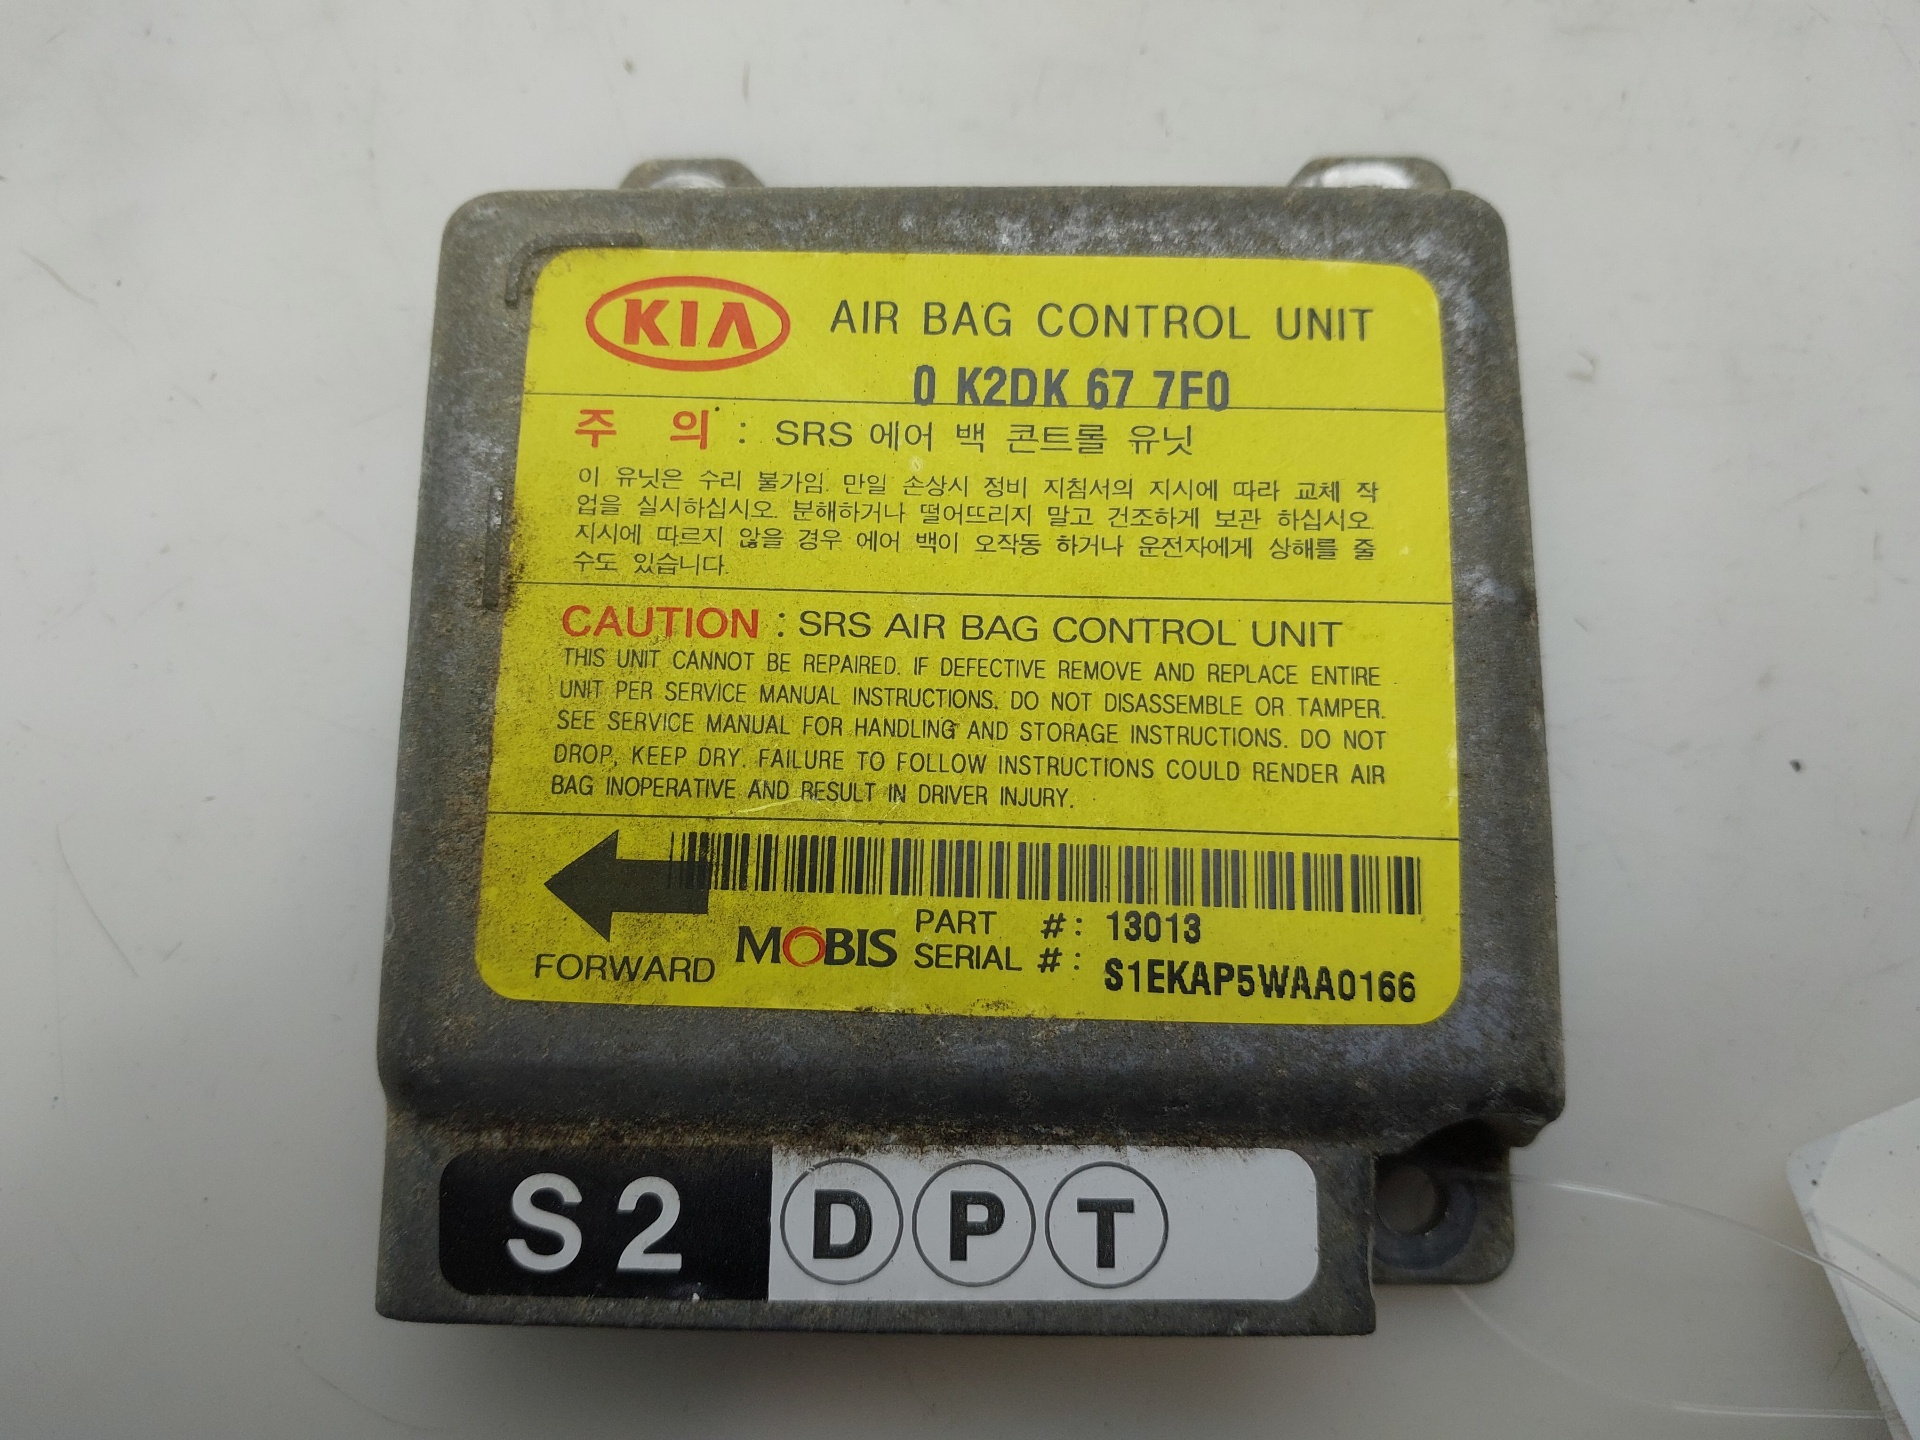 KIA AIR BAG CONTROL UNIT
0 K2DK 67 7F0
주 의 : SRS 에어 백 콘트롤 유닛
이 유닛은 수리 불가임. 만일 손상시 정비 지침서의 지시에 따라 교체 작
업을 실시하십시오. 분해하거나 떨어뜨리지 말고 건조하게 보관 하십시오
지시에 따르지 않을 경우 에어 백이 오작동 하거나 운전자에게 상해를 줄
수도 있습니다.
CAUTION : SRS AIR BAG CONTROL UNIT
THIS UNIT CANNOT BE REPAIRED. IF DEFECTIVE REMOVE AND REPLACE ENTIRE
UNIT PER SERVICE MANUAL INSTRUCTIONS. DO NOT DISASSEMBLE OR TAMPER.
SEE SERVICE MANUAL FOR HANDLING AND STORAGE INSTRUCTIONS. DO NOT
DROP, KEEP DRY. FAILURE TO FOLLOW INSTRUCTIONS COULD RENDER AIR
BAG INOPERATIVE AND RESULT IN DRIVER INJURY.
FORWARD
MOBIS
PART #: 13013
SERIAL #: S1EKAP5WAA0166
S2 D P T